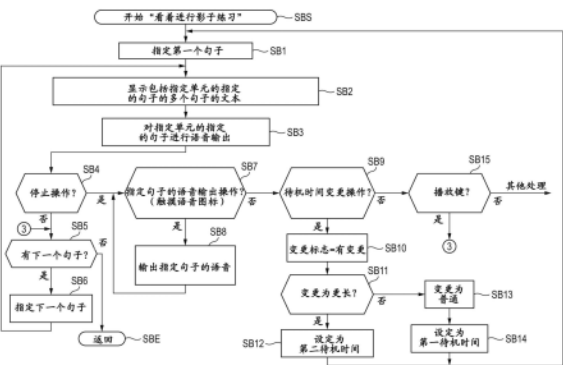 开始“看着进行影子练习”
SBS
指定第一个句子
SB1
显示包括指定单元的指定
的句子的多个句子的文本
SB2
对指定单元的指定
的句子进行语音输出
SB3
SB4
停止操作？
是
否
③
SB5
有下一个句子？
否
是
SB6
指定下一个句子
返回
SBE
SB7
指定句子的语音输出操作？
（触摸语音图标）
否
是
SB8
输出指定句子的语音
SB9
待机时间变更操作？
否
是
变更标志=有变更
SB10
SB11
变更为更长？
否
是
SB12
设定为
第二待机时间
变更为
普通
SB13
设定为
第一待机时间
SB14
SB15
播放键？
否
其他处理
是
③